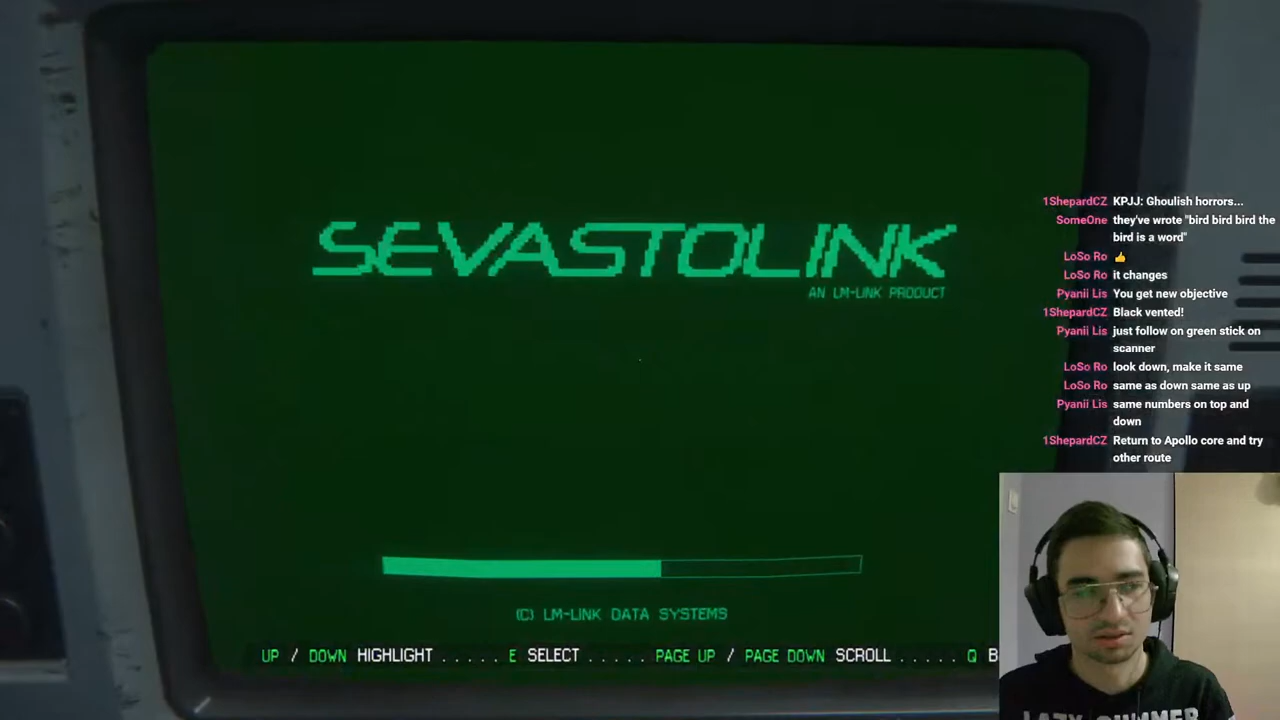 SEVASTOLINK
AN LM-LINK PRODUCT
(C) LM-LINK DATA SYSTEMS
UP / DOWN HIGHLIGHT ..... E SELECT ..... PAGE UP / PAGE DOWN SCROLL ..... Q B
1ShepardCZ KPJJ: Ghoulish horrors...
SomeOne they've wrote "bird bird bird the
bird is a word"
LoSo Ro 👍
LoSo Ro it changes
Pyanii Lis You get new objective
1ShepardCZ Black vented!
Pyanii Lis just follow on green stick on
scanner
LoSo Ro look down, make it same
LoSo Ro same as down same as up
Pyanii Lis same numbers on top and
down
1ShepardCZ Return to Apollo core and try
other route